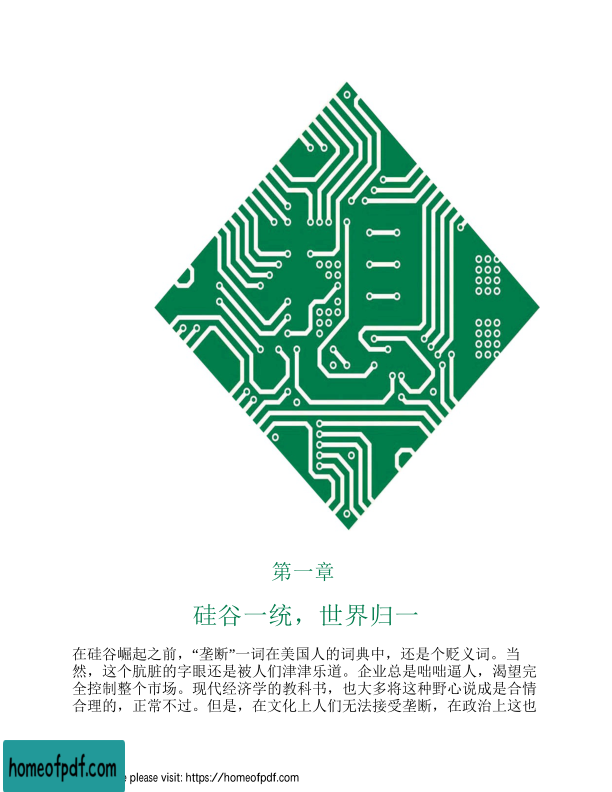 想
第一章
硅谷一统，世界归一
在硅谷崛起之前，“垄断”一词在美国人的词典中，还是个贬义词。当
然，这个肮脏的字眼还是被人们津津乐道。企业总是咄咄逼人，渴望完
全控制整个市场。现代经济学的教科书，也大多将这种野心说成是合情
合理的，正常不过。但是，在文化上人们无法接受垄断，在政治上这也
homeofpdf.com
please visit: https://homeofpdf.com